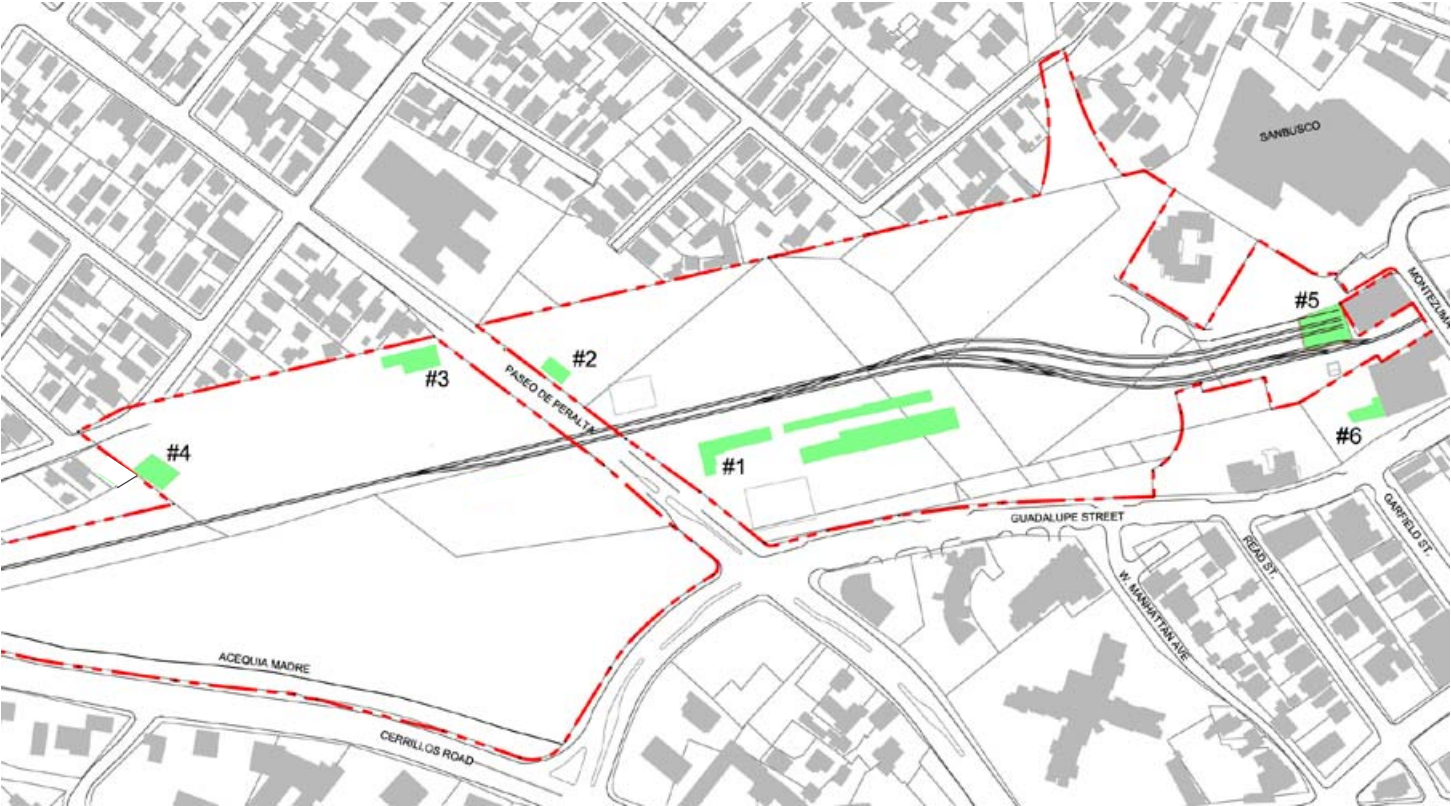 SANBUSCO
MONTEZUMA
#5
#2
#3
PASEO DE PERALTA
#6
#4
#1
GUADALUPE STREET
GARFIELD ST.
READ ST.
W. MANHATTAN AVE
ACEQUIA MADRE
CERRILLOS ROAD